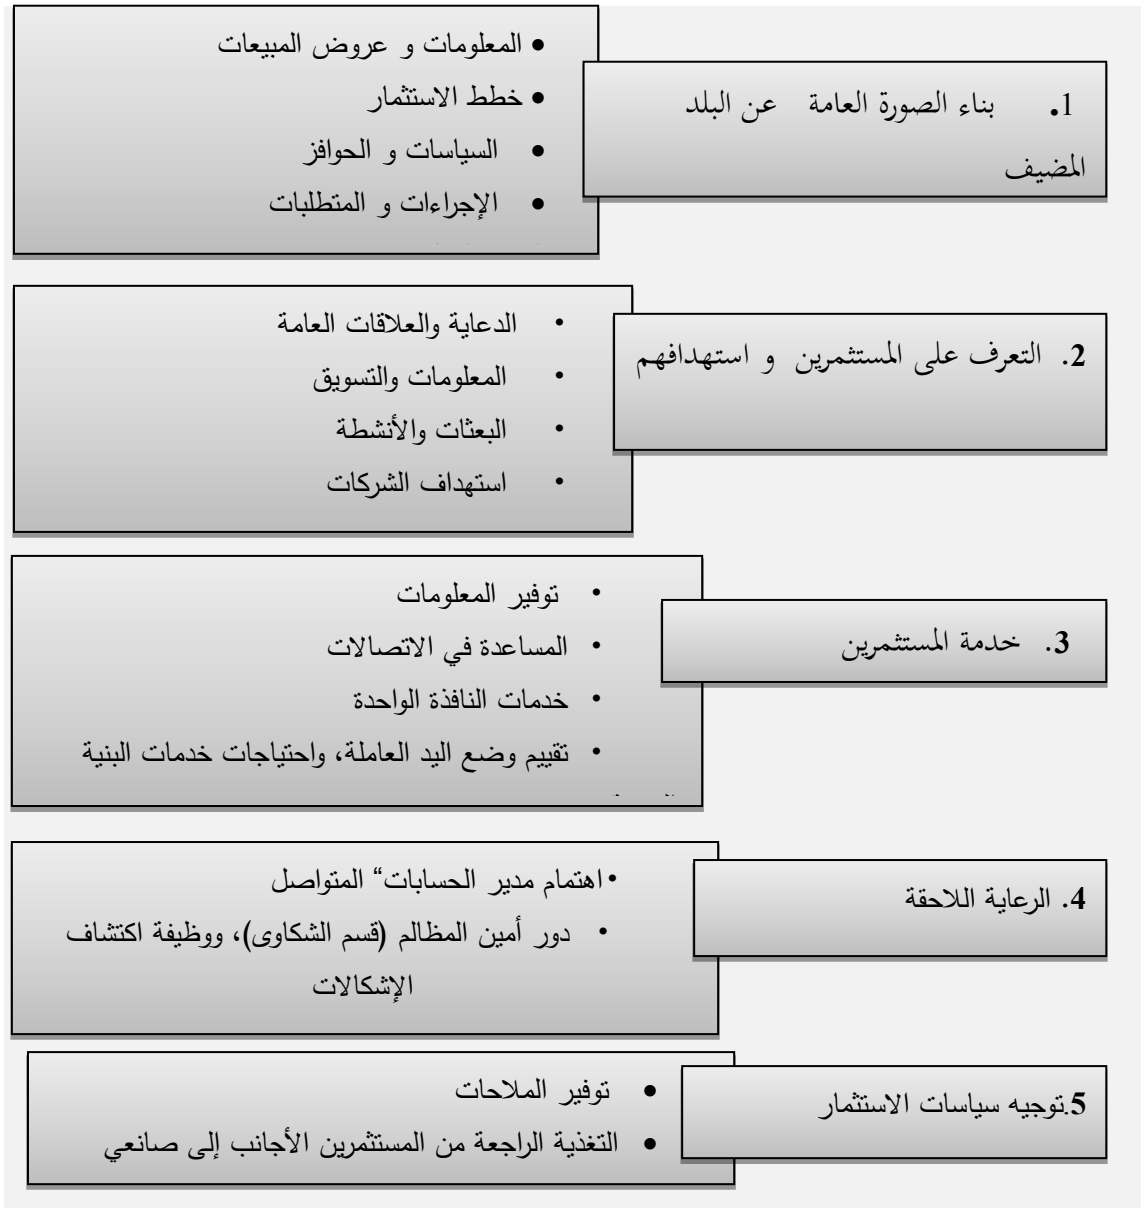 1. بناء الصورة العامة عن البلد
المضيف
• المعلومات و عروض المبيعات
• خطط الاستثمار
• السياسات و الحوافز
• الإجراءات و المتطلبات
2. التعرف على المستثمرين و استهدافهم
• الدعاية والعلاقات العامة
• المعلومات والتسويق
• البعثات والأنشطة
• استهداف الشركات
3. خدمة المستثمرين
• توفير المعلومات
• المساعدة في الاتصالات
• خدمات النافذة الواحدة
• تقييم وضع اليد العاملة، واحتياجات خدمات البنية
4. الرعاية اللاحقة
• اهتمام مدير الحسابات“ المتواصل
• دور أمين المظالم (قسم الشكاوى)، ووظيفة اكتشاف
الإشكالات
5.توجيه سياسات الاستثمار
• توفير الملاحات
• التغذية الراجعة من المستثمرين الأجانب إلى صانعي